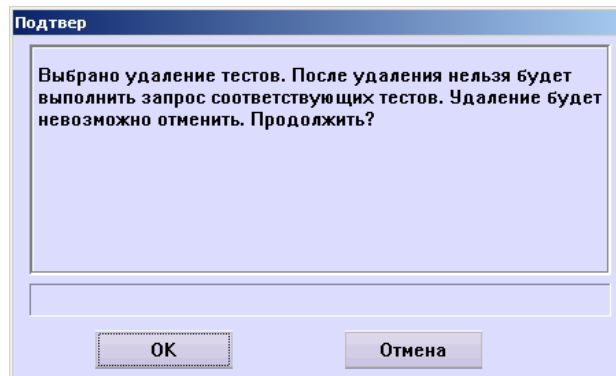 Подтвер
Выбрано удаление тестов. После удаления нельзя будет
выполнить запрос соответствующих тестов. Удаление будет
невозможно отменить. Продолжить?
OK
Отмена